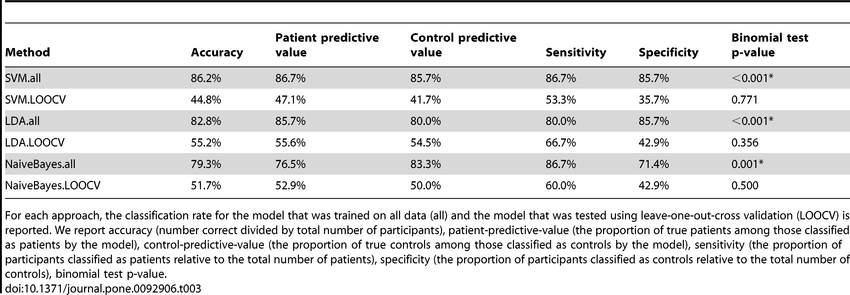 Method Accuracy Patient predictive value Control predictive value Sensitivity Specificity Binomial test p-value
SVM.all 86.2% 86.7% 85.7% 86.7% 85.7% <0.001*
SVM.LOOCV 44.8% 47.1% 41.7% 53.3% 35.7% 0.771
LDA.all 82.8% 85.7% 80.0% 80.0% 85.7% <0.001*
LDA.LOOCV 55.2% 55.6% 54.5% 66.7% 42.9% 0.356
NaiveBayes.all 79.3% 76.5% 83.3% 86.7% 71.4% 0.001*
NaiveBayes.LOOCV 51.7% 52.9% 50.0% 60.0% 42.9% 0.500
For each approach, the classification rate for the model that was trained on all data (all) and the model that was tested using leave-one-out-cross validation (LOOCV) is
reported. We report accuracy (number correct divided by total number of participants), patient-predictive-value (the proportion of true patients among those classified
as patients by the model), control-predictive-value (the proportion of true controls among those classified as controls by the model), sensitivity (the proportion of
participants classified as patients relative to the total number of patients), specificity (the proportion of participants classified as controls relative to the total number of
controls), binomial test p-value.
doi:10.1371/journal.pone.0092906.t003